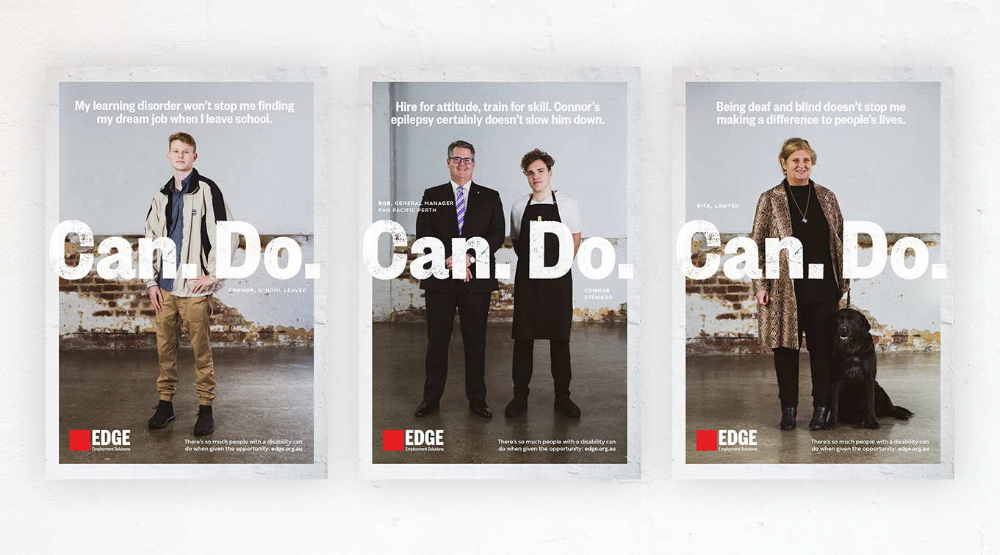 My learning disorder won't stop me finding
my dream job when I leave school.
Can. Do.
CONNOR, SCHOOL LEAVER
EDGE
Employment Solutions
There's so much people with a disability can
do when given the opportunity: edge.org.au
Hire for attitude, train for skill. Connor's
epilepsy certainly doesn't slow him down.
ROB, GENERAL MANAGER
PAN PACIFIC PERTH
Can. Do.
CONNOR
STEWARD
EDGE
Employment Solutions
There's so much people with a disability can
do when given the opportunity: edge.org.au
Being deaf and blind doesn't stop me
making a difference to people's lives.
RITA, LAWYER
Can. Do.
EDGE
Employment Solutions
There's so much people with a disability can
do when given the opportunity: edge.org.au